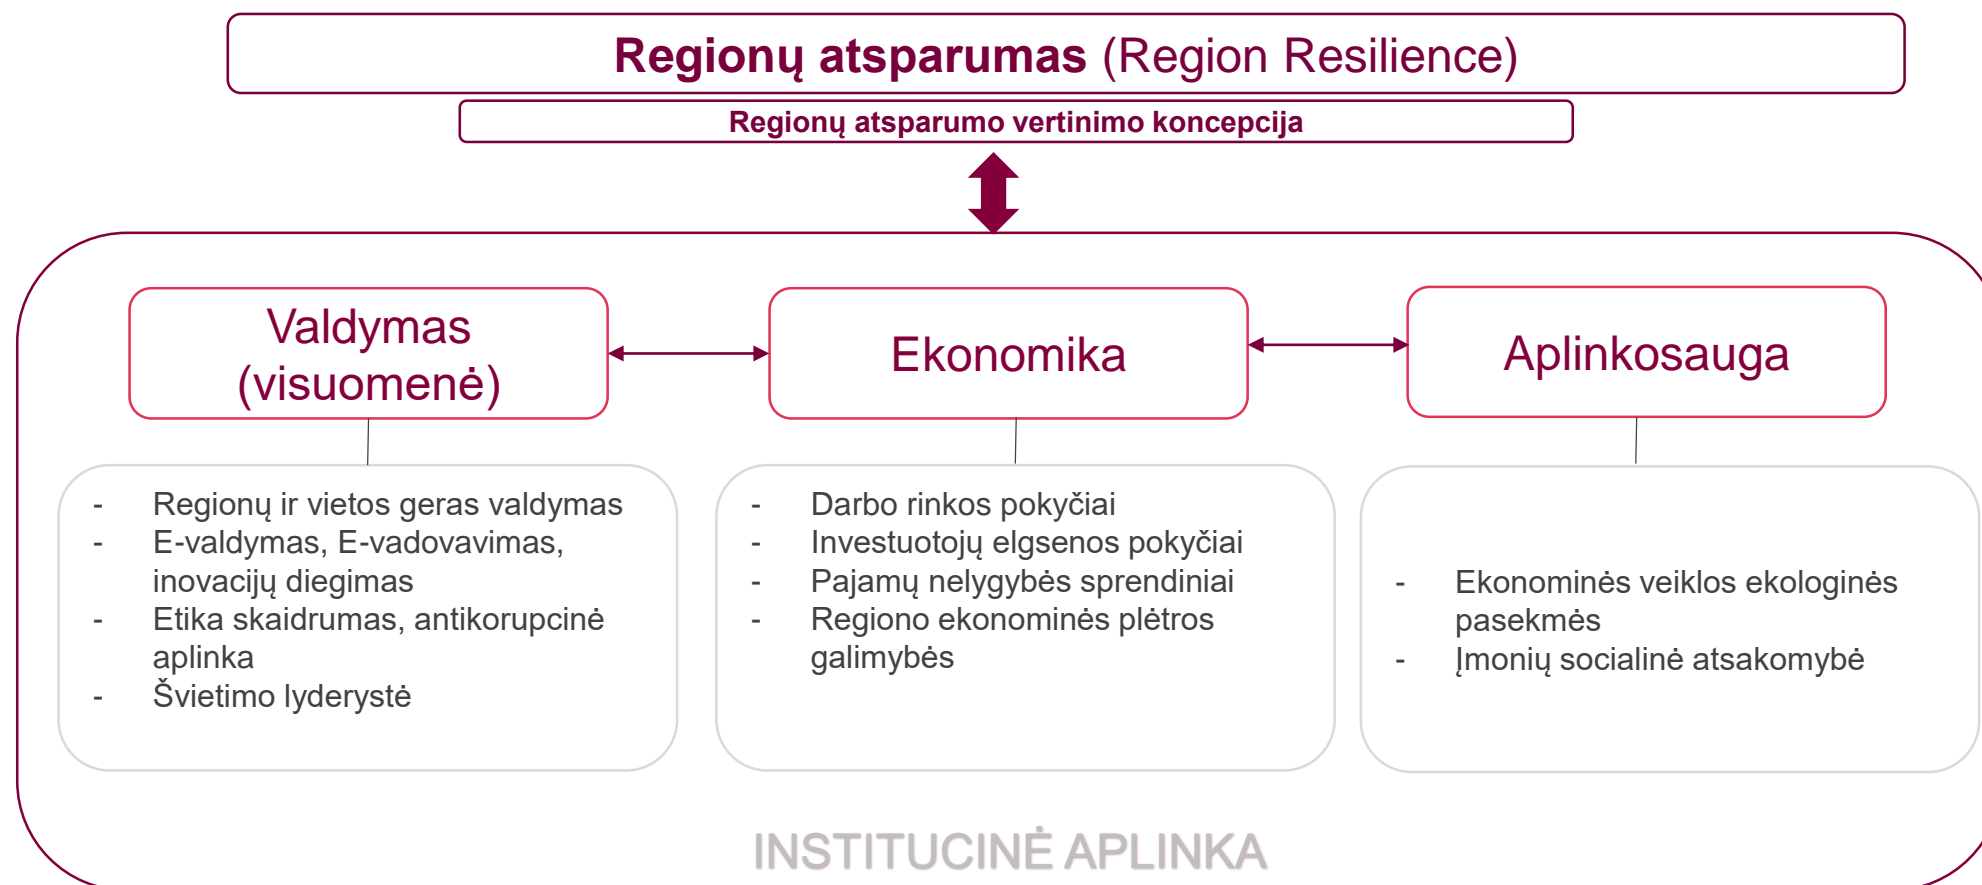 Regionų atsparumas (Region Resilience)
Regionų atsparumo vertinimo koncepcija
Valdymas
(visuomenė)
Ekonomika
Aplinkosauga
- Regionų ir vietos geras valdymas
- E-valdymas, E-vadovavimas,
inovacijų diegimas
- Etika skaidrumas, antikorupcinė
aplinka
- Švietimo lyderystė
- Darbo rinkos pokyčiai
- Investuotojų elgsenos pokyčiai
- Pajamų nelygybės sprendiniai
- Regiono ekonominės plėtros
galimybės
- Ekonominės veiklos ekologinės
pasekmės
- Įmonių socialinė atsakomybė
INSTITUCINĖ APLINKA